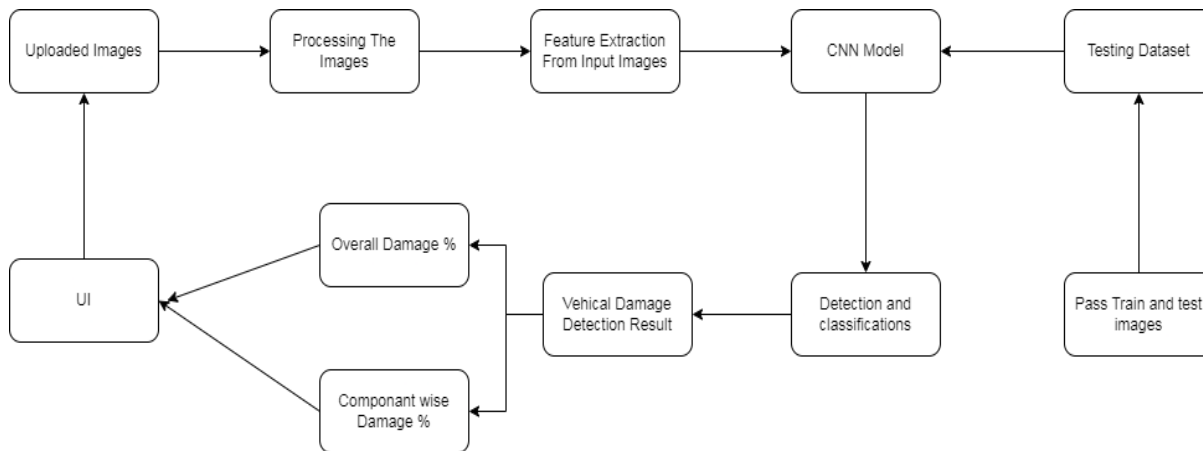 Uploaded Images
Processing The
Images
Feature Extraction
From Input Images
CNN Model
Testing Dataset
Overall Damage %
UI
Vehical Damage
Detection Result
Detection and
classifications
Pass Train and test
images
Componant wise
Damage %